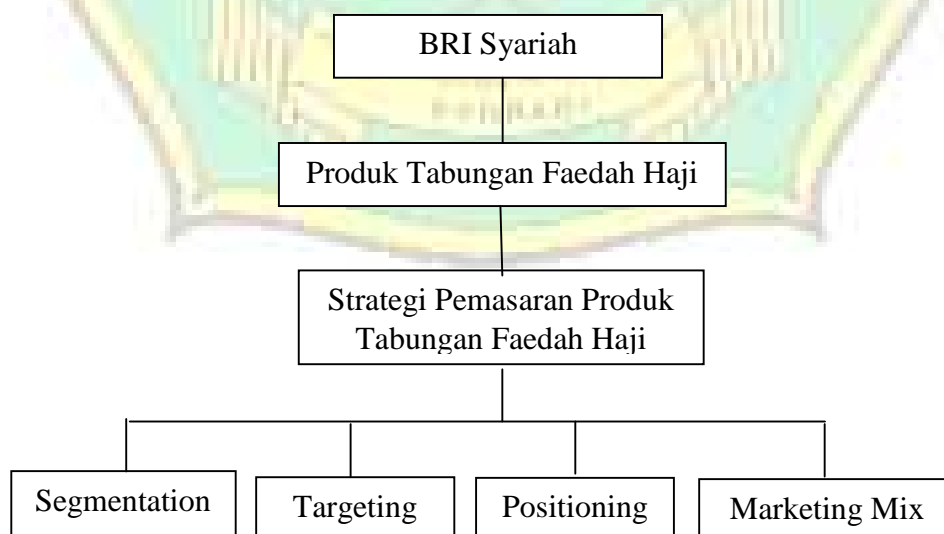 BRI Syariah
Produk Tabungan Faedah Haji
Strategi Pemasaran Produk
Tabungan Faedah Haji
Segmentation
Targeting
Positioning
Marketing Mix